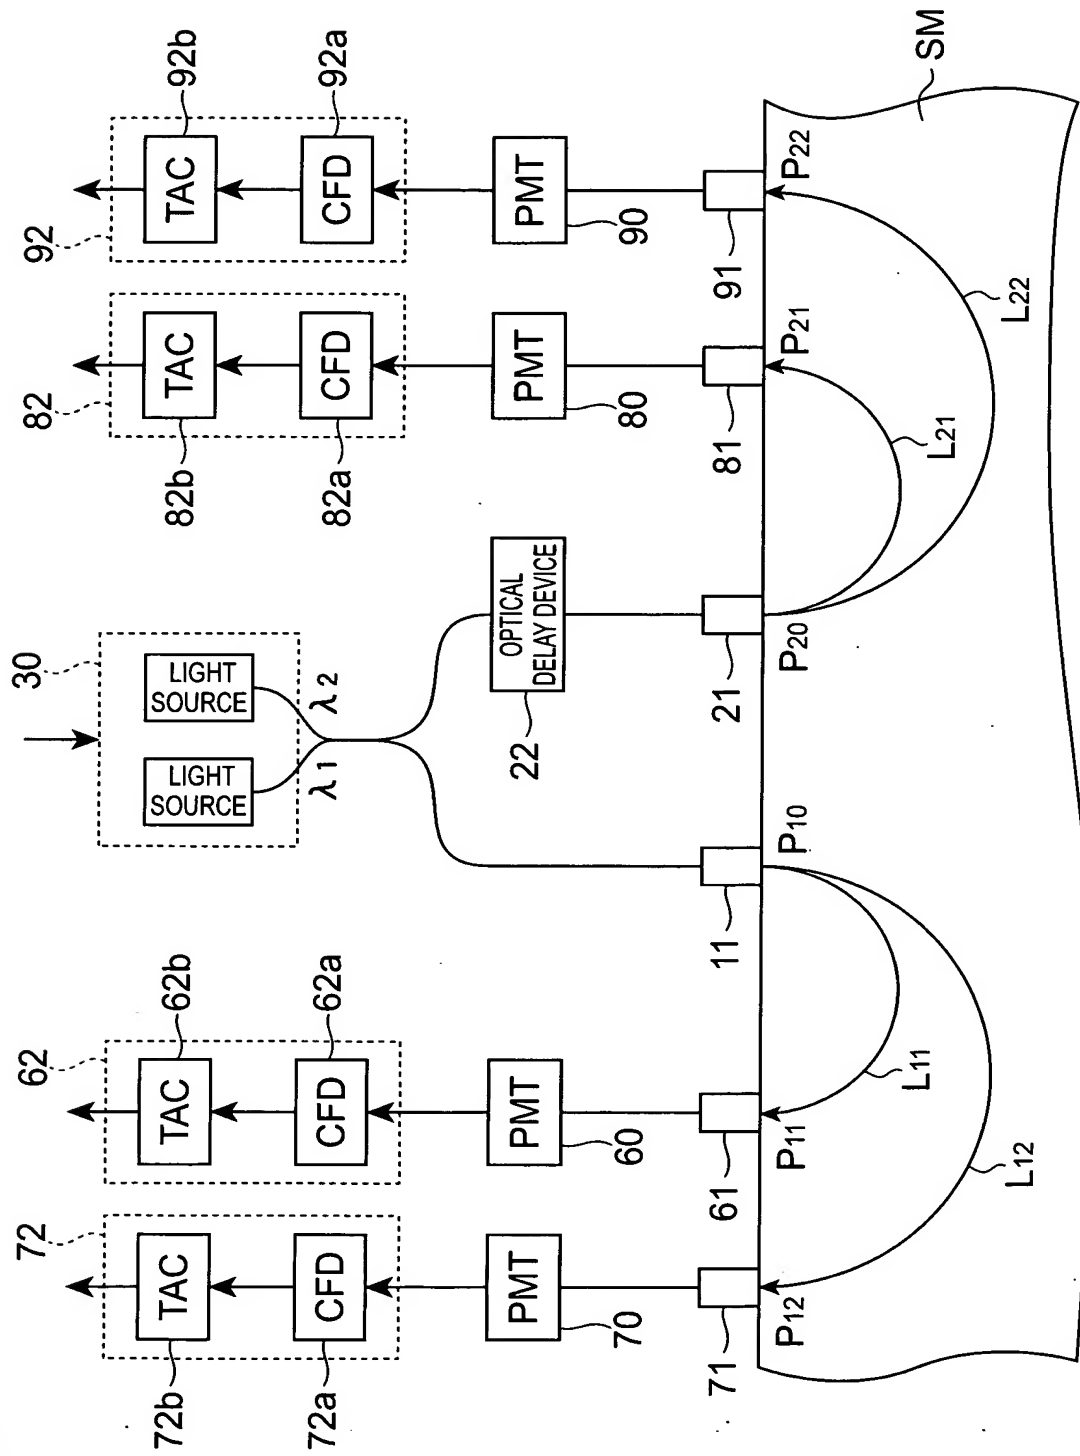 72
62
30
82
92
72b
TAC
TAC
62b
LIGHT
SOURCE
LIGHT
SOURCE
82b
TAC
TAC
92b
λ1
λ2
72a
CFD
CFD
62a
82a
CFD
CFD
92a
PMT
70
PMT
60
22
OPTICAL
DELAY DEVICE
PMT
80
PMT
90
71
61
11
21
81
91
P12
P11
P10
P20
P21
P22
L11
L21
L12
L22
SM